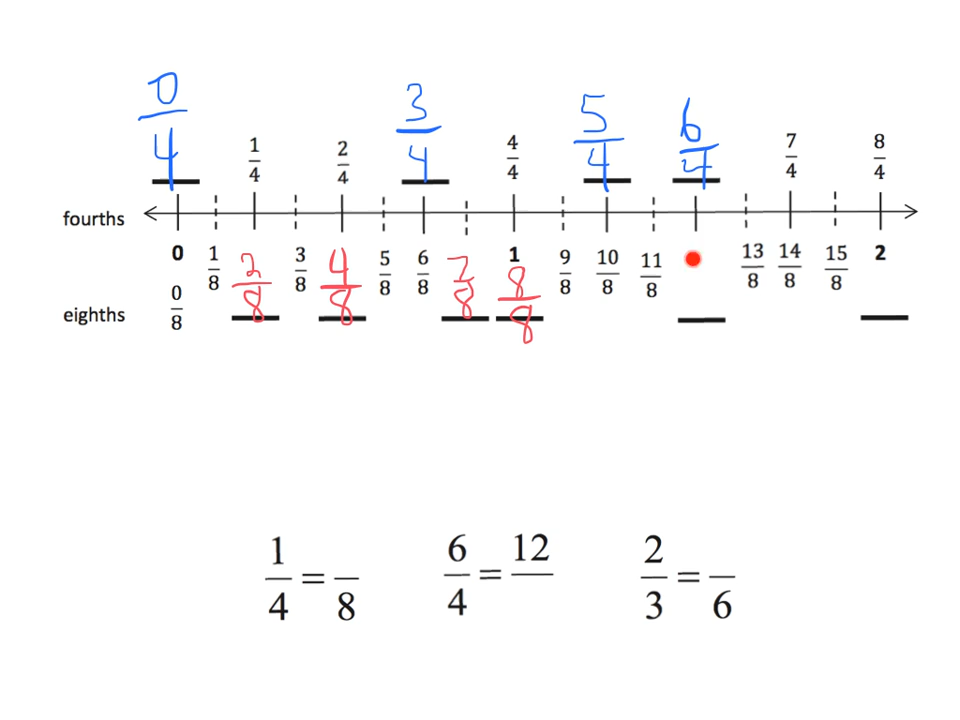 0/4 1/4 2/4 3/4 4/4 5/4 6/4 7/4 8/4
fourths
0 1/8 2/8 3/8 4/8 5/8 6/8 7/8 1 9/8 10/8 11/8 13/8 14/8 15/8 2
eighths 0/8 8/8
1/4 = _/8 6/4 = 12/_ 2/3 = _/6